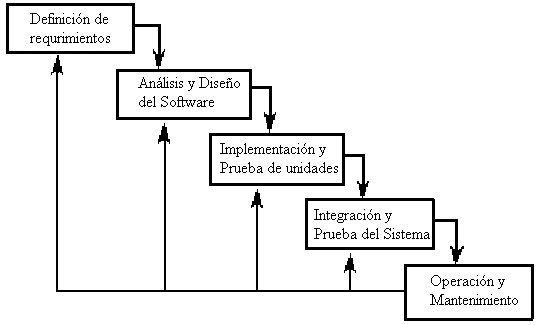 Definición de
requrimientos
Análisis y Diseño
del Software
Implementación y
Prueba de unidades
Integración y
Prueba del Sistema
Operación y
Mantenimiento